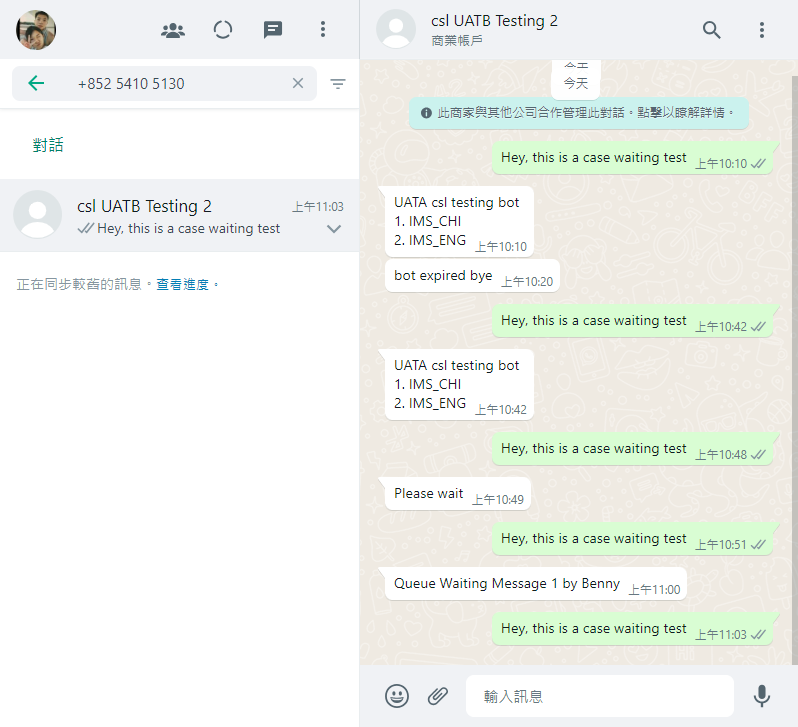 +852 5410 5130
對話
csl UATB Testing 2
上午11:03
Hey, this is a case waiting test
正在同步較舊的訊息。查看進度。
csl UATB Testing 2
商業帳戶
今天
今天
此商家與其他公司合作管理此對話。點擊以瞭解詳情。
Hey, this is a case waiting test 上午10:10
UATA csl testing bot
1. IMS_CHI
2. IMS_ENG 上午10:10
bot expired bye 上午10:20
Hey, this is a case waiting test 上午10:42
UATA csl testing bot
1. IMS_CHI
2. IMS_ENG 上午10:42
Hey, this is a case waiting test 上午10:48
Please wait 上午10:49
Hey, this is a case waiting test 上午10:51
Queue Waiting Message 1 by Benny 上午11:00
Hey, this is a case waiting test 上午11:03
輸入訊息